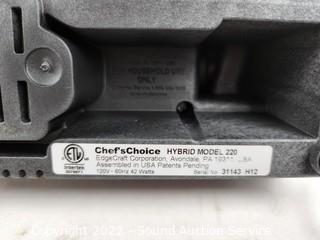 HOUSEHOLD USE
ONLY
Chef'sChoice HYBRID MODEL 220
EdgeCraft Corporation, Avondale, PA
Assembled in USA Patents Pending
120V - 60Hz 42 Watts Serial No. 31143 H12
ETL
Intertek
Copyright - 2022 - Sound Auction Service